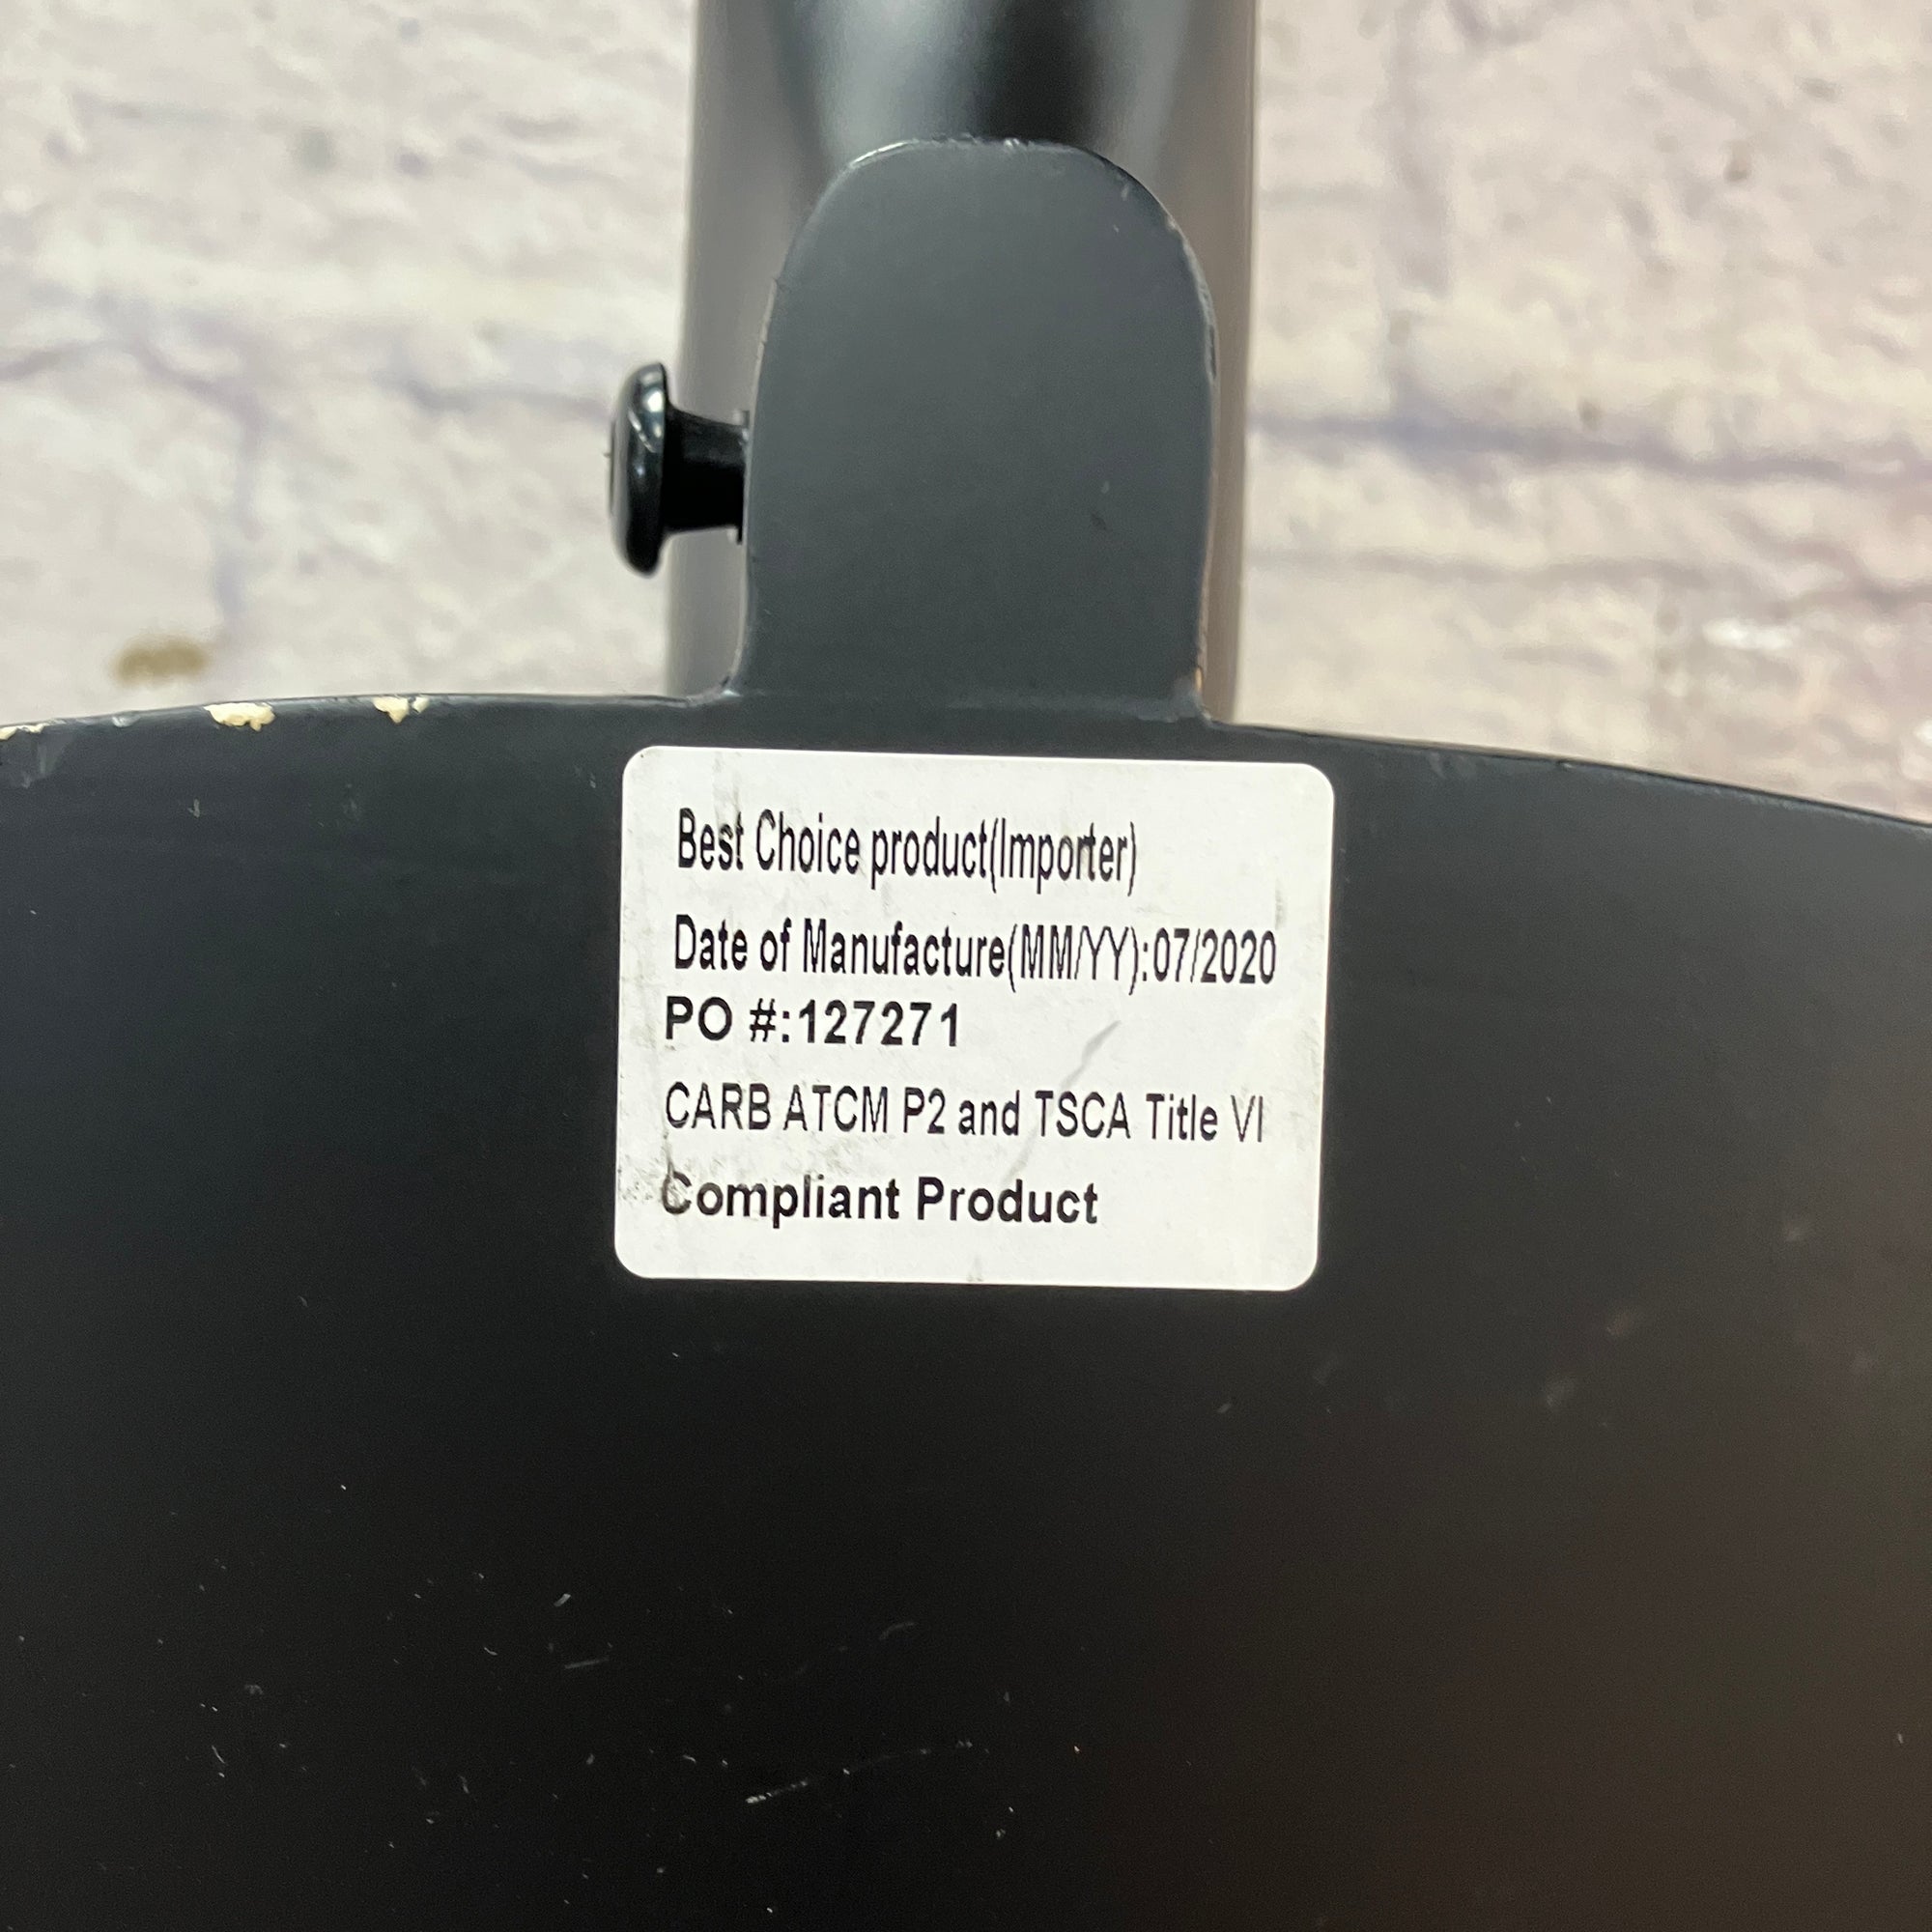 Best Choice product(Importer)
Date of Manufacture(MM/YY):07/2020
PO #:127271
CARB ATCM P2 and TSCA Title VI
Compliant Product